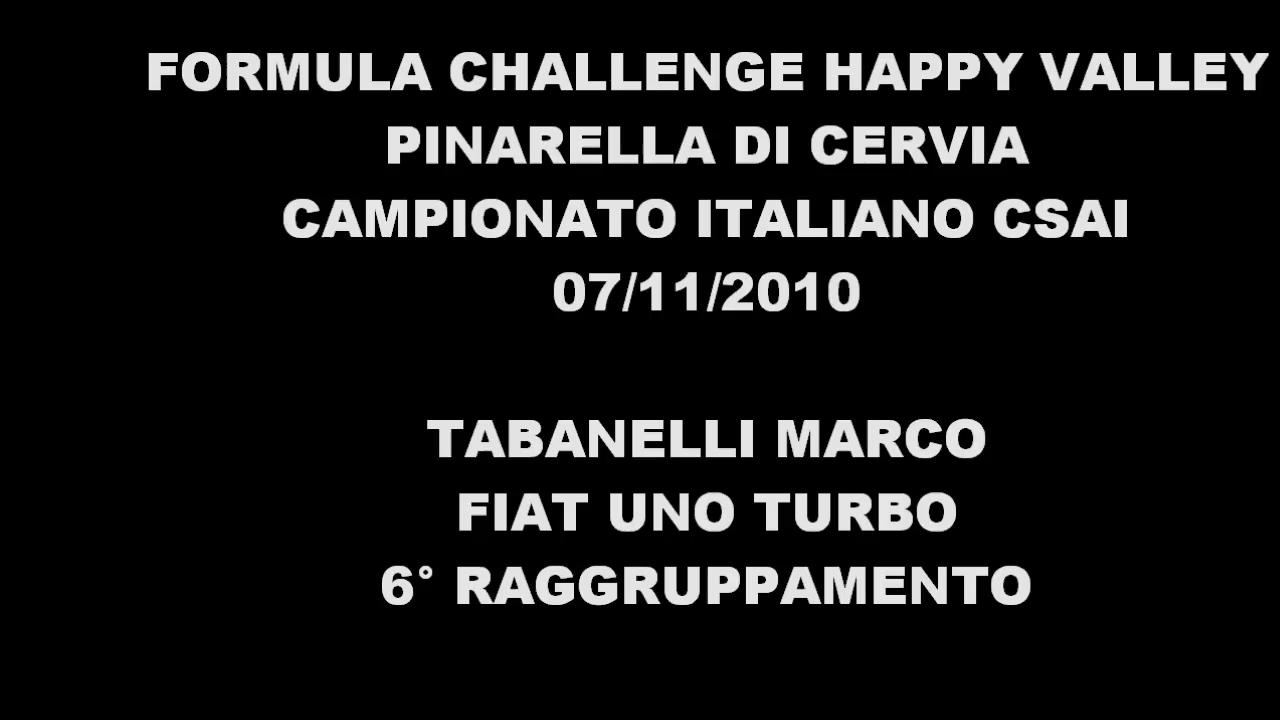 FORMULA CHALLENGE HAPPY VALLEY
PINARELLA DI CERVIA
CAMPIONATO ITALIANO CSAI
07/11/2010
TABANELLI MARCO
FIAT UNO TURBO
6° RAGGRUPPAMENTO